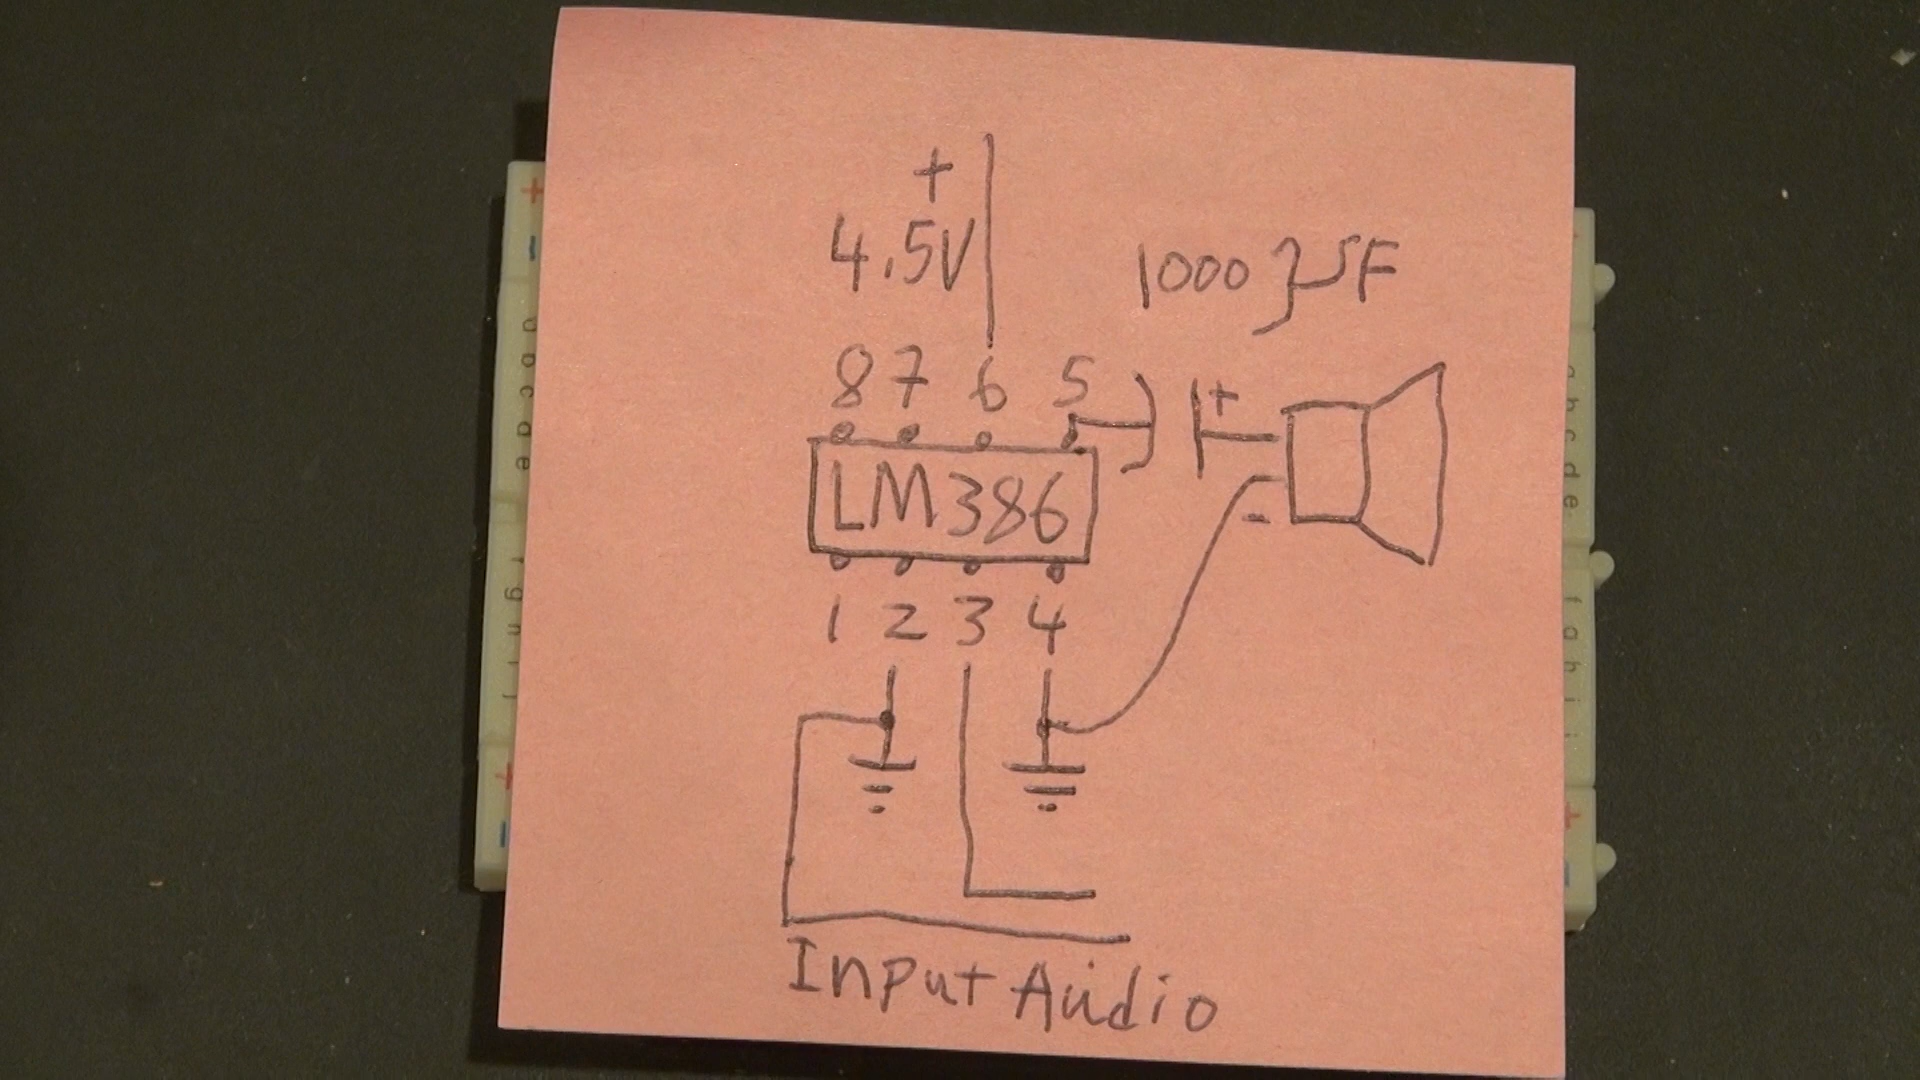 +
4.5V
1000 µF
8 7 6 5
+
LM386
-
1 2 3 4
Input Audio
+
-
a b c d e
f g h i j
+
-
a b c d e
f g h i j
+
-